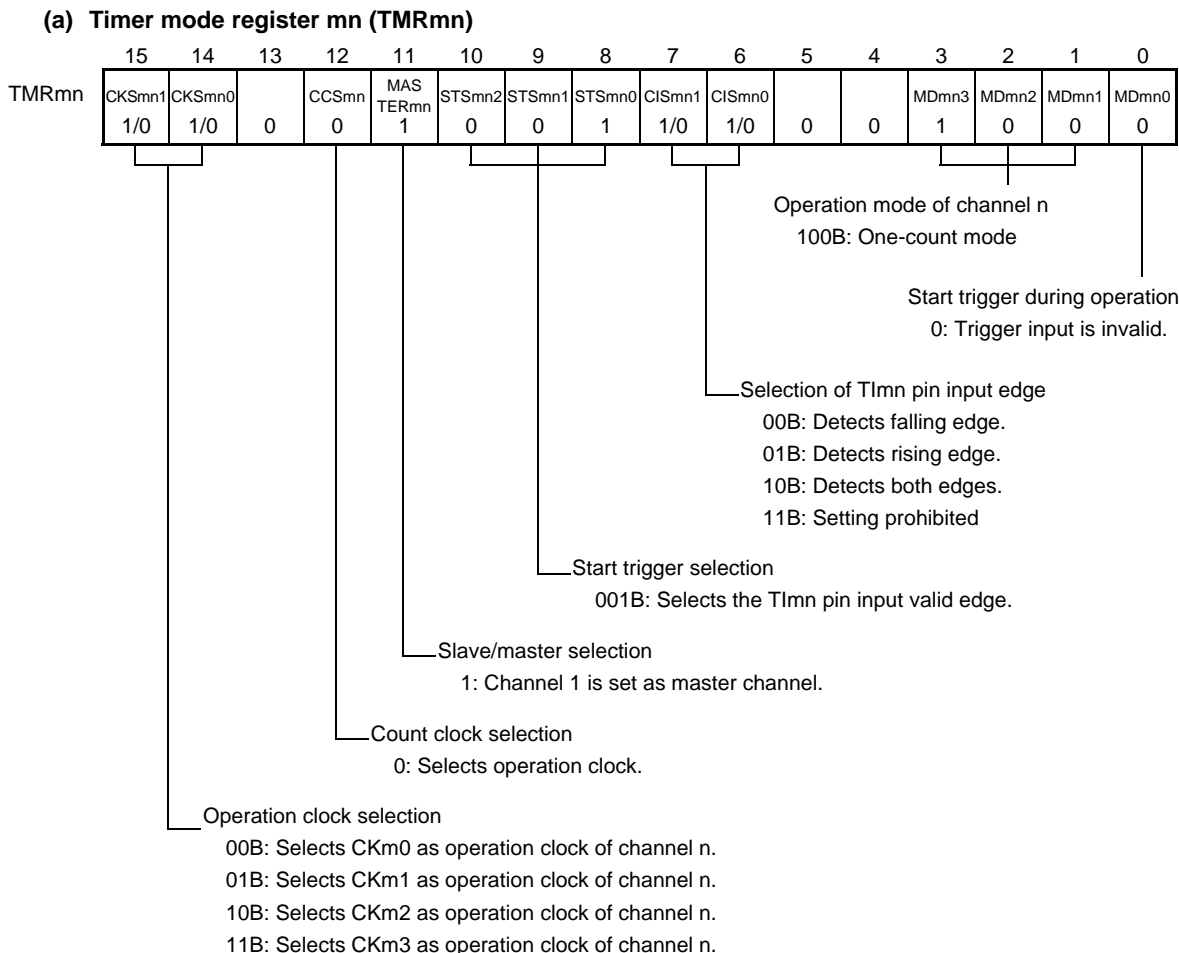 (a) Timer mode register mn (TMRmn)
15 14 13 12 11 10 9 8 7 6 5 4 3 2 1 0
TMRmn CKSmn1 CKSmn0 CCSmn MAS TERmn STSmn2 STSmn1 STSmn0 CISmn1 CISmn0 MDmn3 MDmn2 MDmn1 MDmn0
1/0 1/0 0 0 1 0 0 1 1/0 1/0 0 0 1 0 0 0
Operation mode of channel n
100B: One-count mode
Start trigger during operation
0: Trigger input is invalid.
Selection of TImn pin input edge
00B: Detects falling edge.
01B: Detects rising edge.
10B: Detects both edges.
11B: Setting prohibited
Start trigger selection
001B: Selects the TImn pin input valid edge.
Slave/master selection
1: Channel 1 is set as master channel.
Count clock selection
0: Selects operation clock.
Operation clock selection
00B: Selects CKm0 as operation clock of channel n.
01B: Selects CKm1 as operation clock of channel n.
10B: Selects CKm2 as operation clock of channel n.
11B: Selects CKm3 as operation clock of channel n.